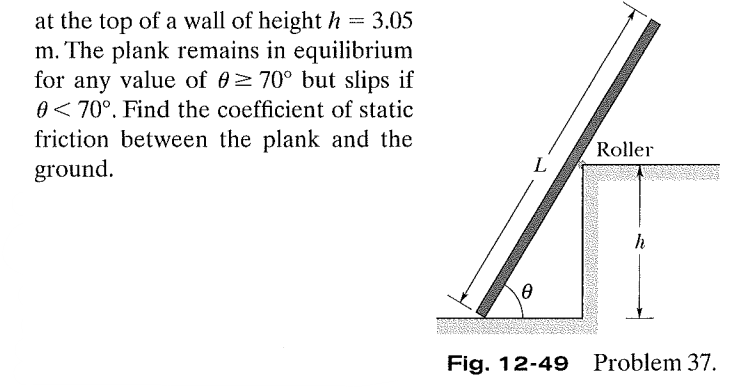 at the top of a wall of height h = 3.05
m. The plank remains in equilibrium
for any value of θ ≥ 70° but slips if
θ < 70°. Find the coefficient of static
friction between the plank and the
ground.
L
Roller
h
θ
Fig. 12-49 Problem 37.